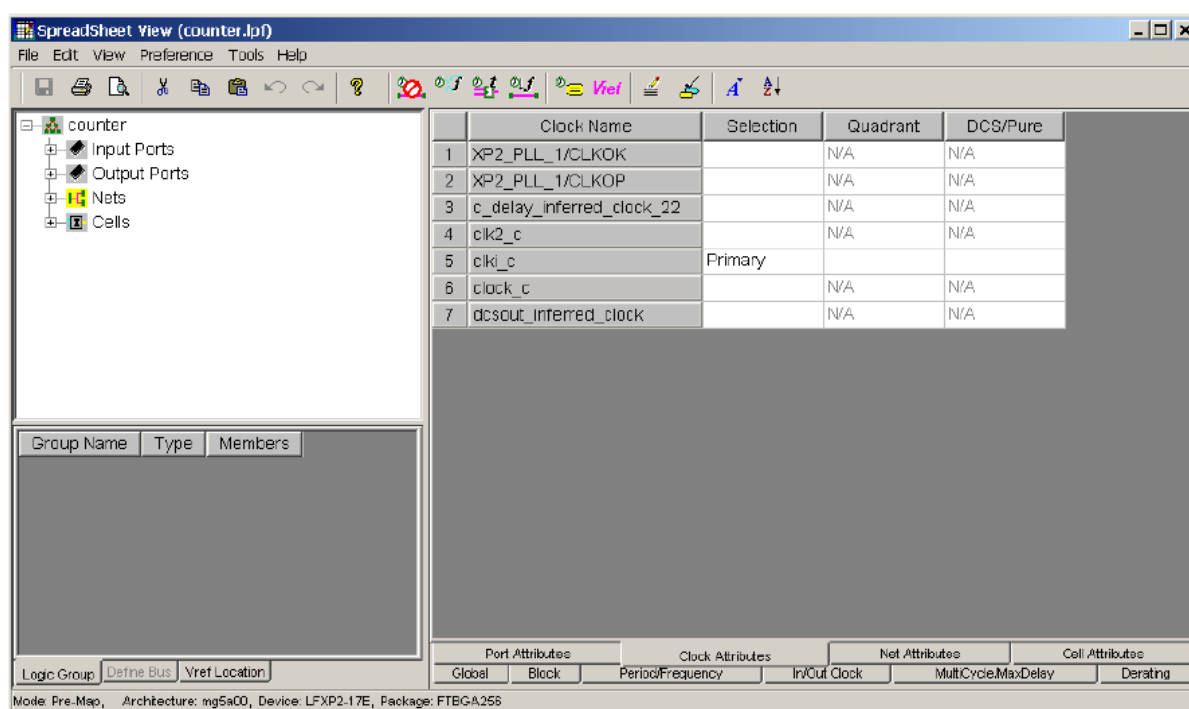 SpreadSheet View (counter.lpf)
File Edit View Preference Tools Help
Vref
A
A Z
counter
Input Ports
Output Ports
Nets
Cells
Clock Name Selection Quadrant DCS/Pure
1 XP2_PLL_1/CLKOK N/A N/A
2 XP2_PLL_1/CLKOP N/A N/A
3 c_delay_inferred_clock_22 N/A N/A
4 clk2_c N/A N/A
5 clki_c Primary
6 clock_c N/A N/A
7 dcsout_inferred_clock N/A N/A
Group Name Type Members
Logic Group Define Bus Vref Location
Port Attributes Clock Attributes Net Attributes Cell Attributes
Global Block Period/Frequency In/Out Clock MultiCycle/MaxDelay Derating
Mode: Pre-Map, Architecture: mg5a00, Device: LFXP2-17E, Package: FTBGA256